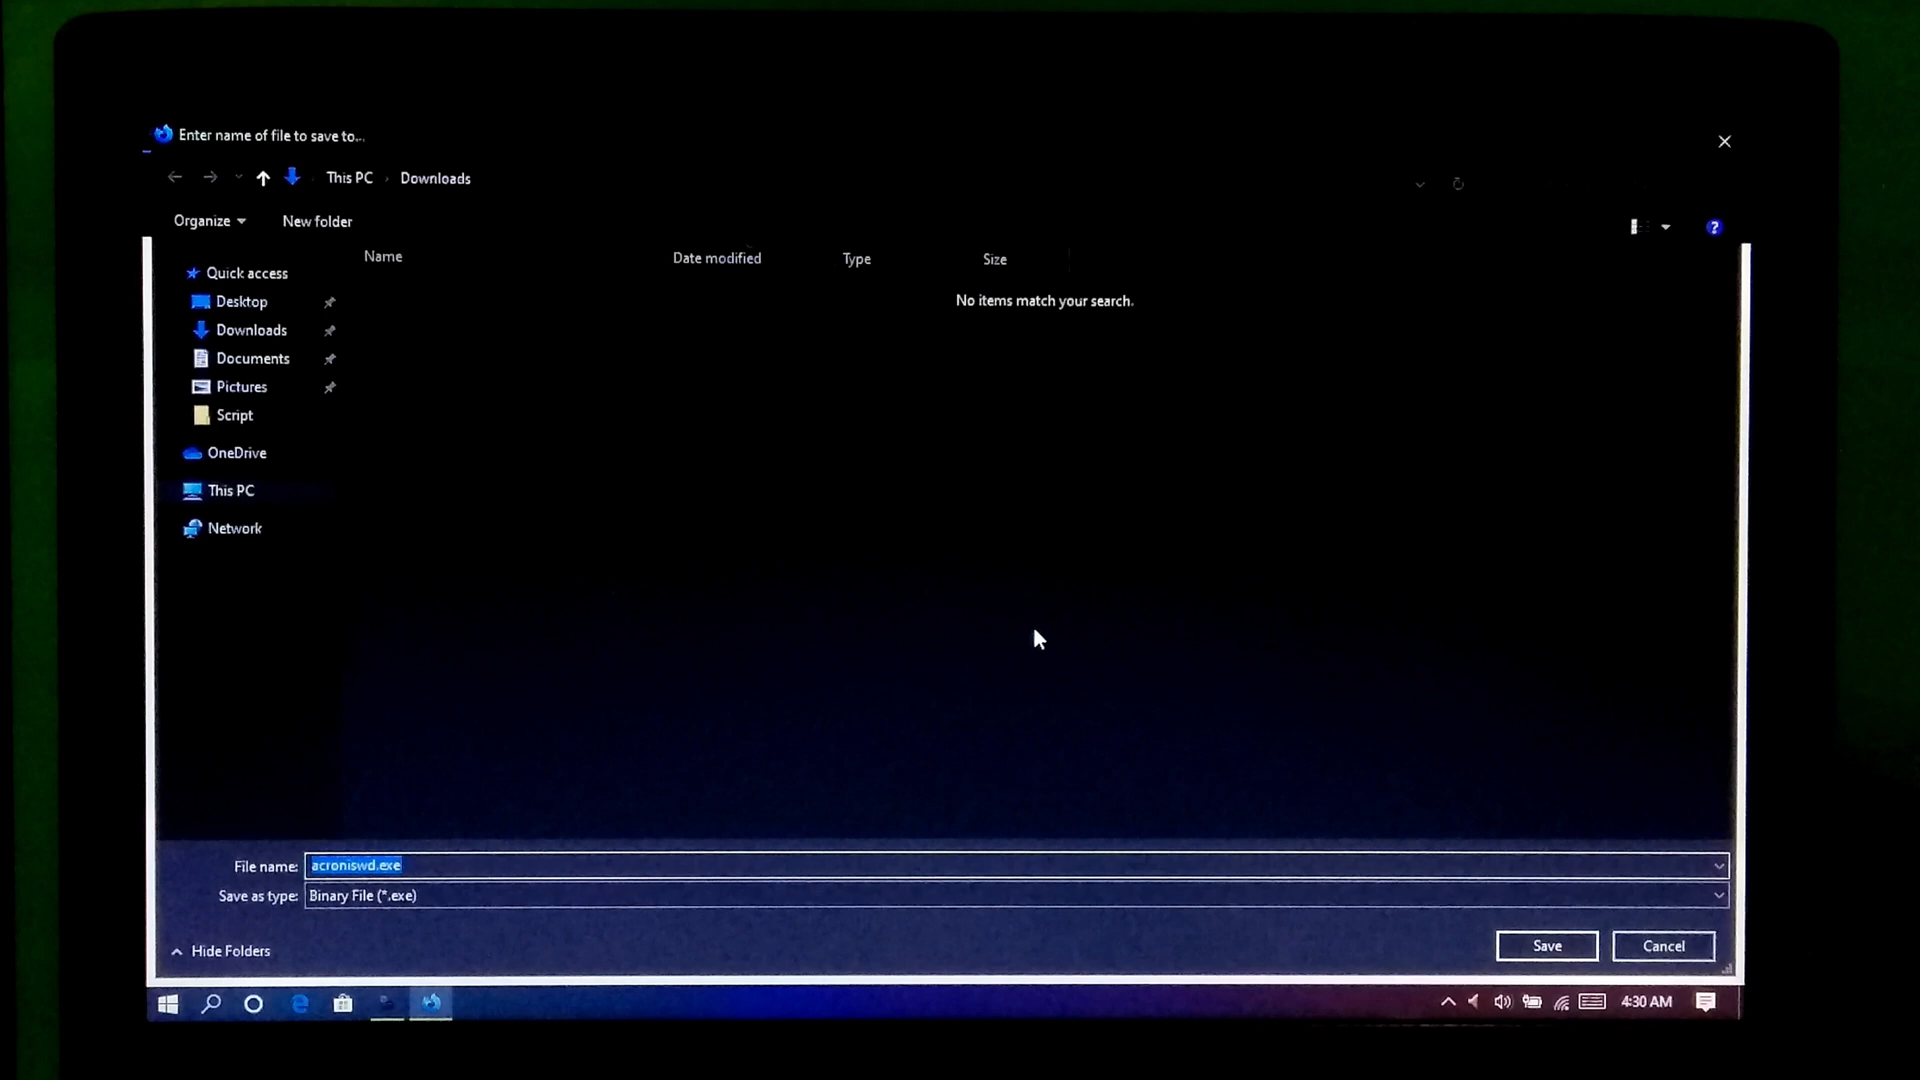 Enter name of file to save to...
This PC › Downloads
Organize
New folder
Name
Date modified
Type
Size
No items match your search.
Quick access
Desktop
Downloads
Documents
Pictures
Script
OneDrive
This PC
Network
File name: acroniswd.exe
Save as type: Binary File (*.exe)
Hide Folders
Save
Cancel
4:30 AM